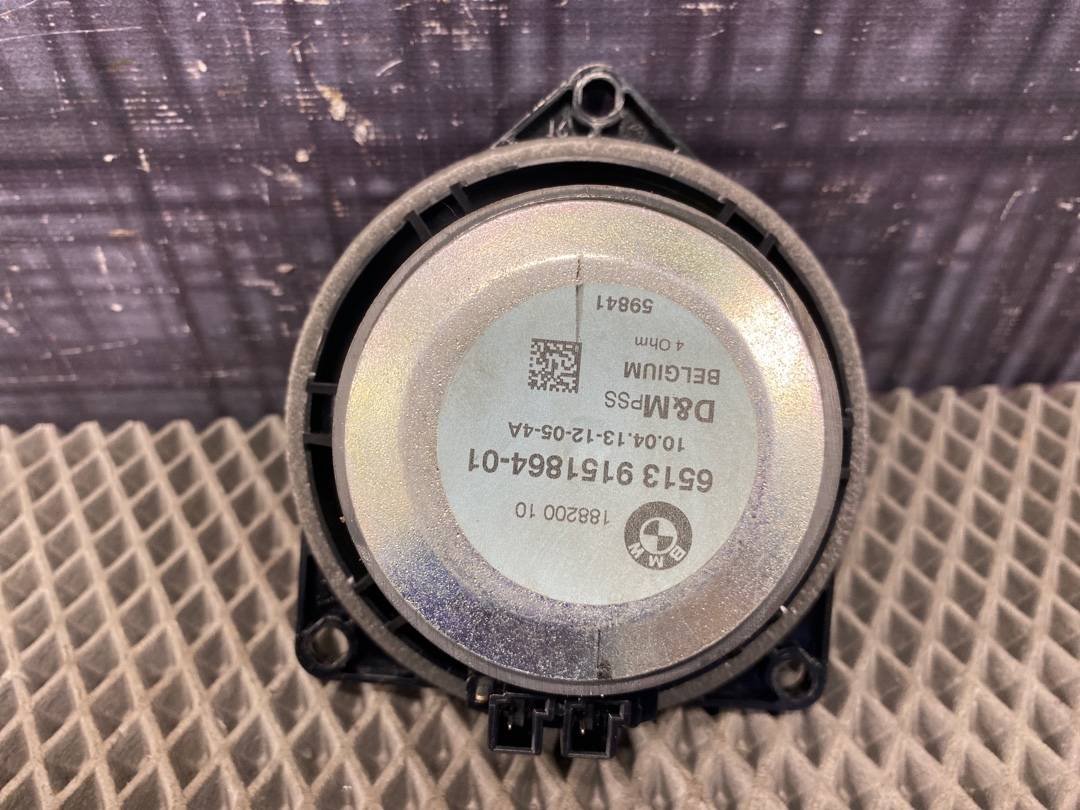 BMW
188200 10
6513 9151864-01
10.04.13-12-05-4A
D&MPSS
BELGIUM
4 Ohm
59841